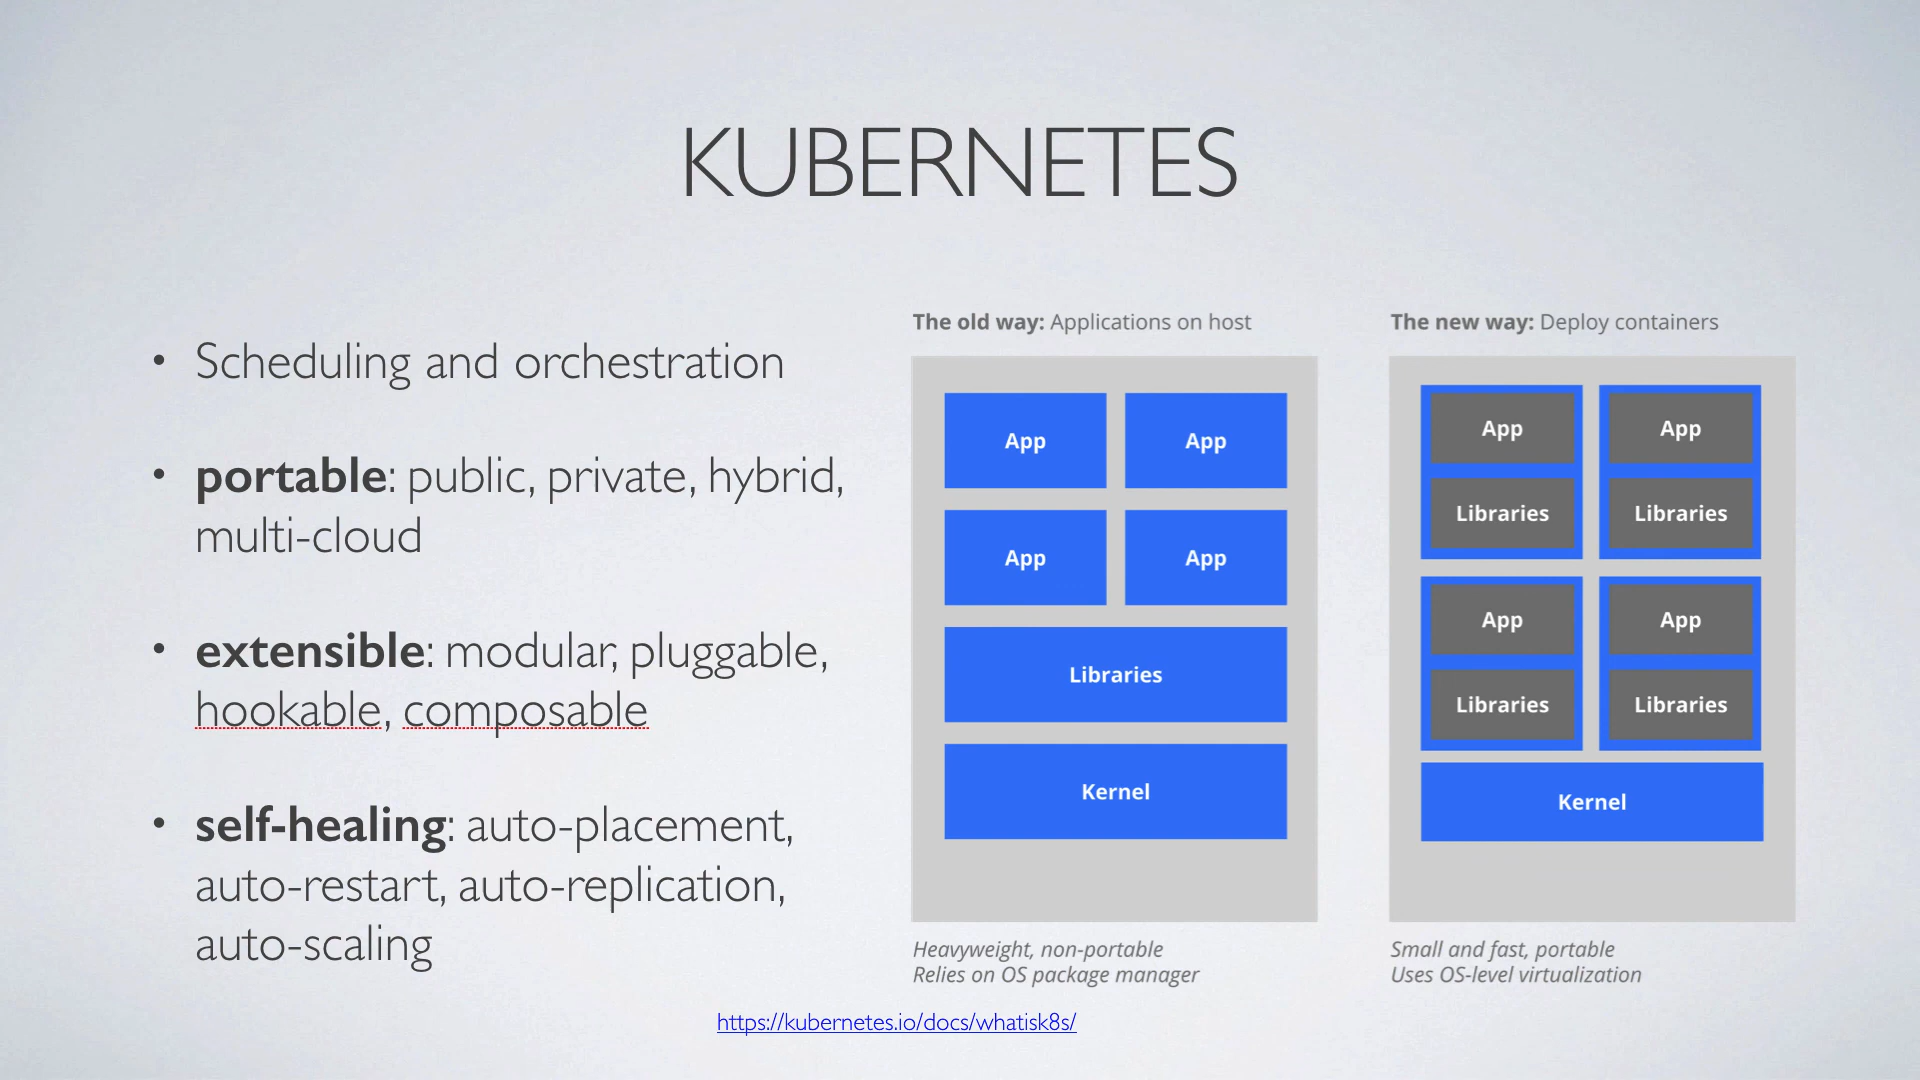 KUBERNETES
• Scheduling and orchestration
• portable: public, private, hybrid,
multi-cloud
• extensible: modular, pluggable,
hookable, composable
• self-healing: auto-placement,
auto-restart, auto-replication,
auto-scaling
The old way: Applications on host
App App
App App
Libraries
Kernel
Heavyweight, non-portable
Relies on OS package manager
The new way: Deploy containers
App App
Libraries Libraries
App App
Libraries Libraries
Kernel
Small and fast, portable
Uses OS-level virtualization
https://kubernetes.io/docs/whatisk8s/